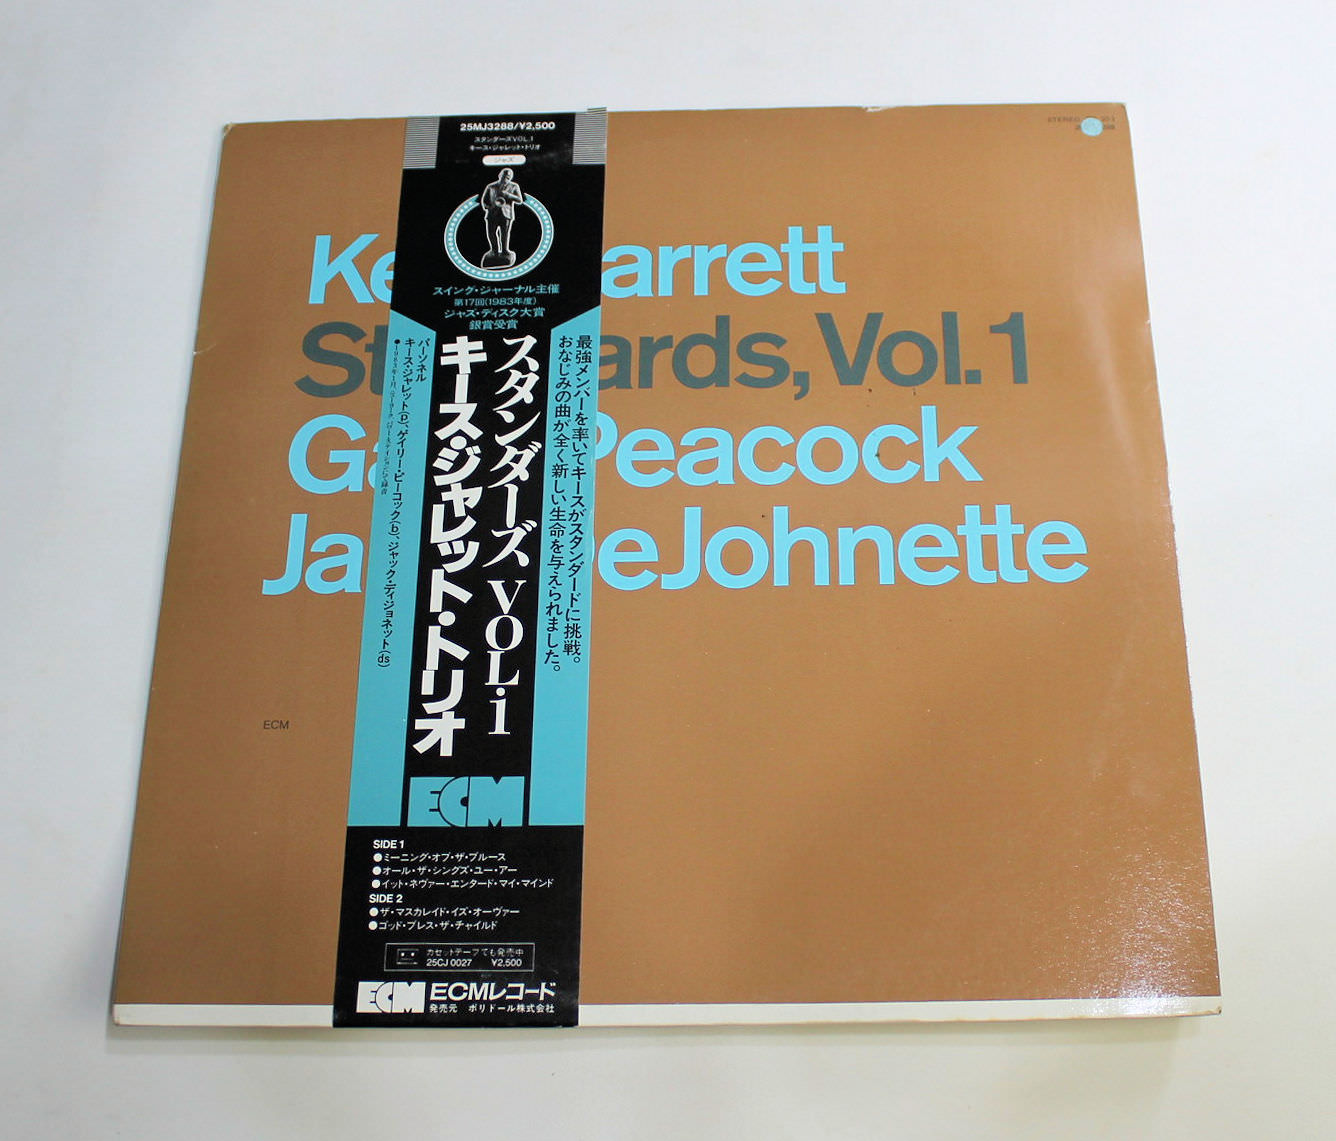 25MJ3288/¥2,500
スタンダーズVOL.1
キース・ジャレット・トリオ
ジャズ
スイング・ジャーナル主催
第17回(1983年度)
ジャズ・ディスク大賞
銀賞受賞
最強メンバーを率いてキースがスタンダードに挑戦。
おなじみの曲が全く新しい生命を与えられました。
スタンダーズ VOL.1
キース・ジャレット・トリオ
パーソネル
キース・ジャレット(p)、ゲイリー・ピーコック(b)、ジャック・ディジョネット(ds)
ECM
SIDE 1
●ミーニング・オブ・ザ・ブルース
●オール・ザ・シングズ・ユー・アー
●イット・ネヴァー・エンタード・マイ・マインド
SIDE 2
●ザ・マスカレイド・イズ・オーヴァー
●ゴッド・ブレス・ザ・チャイルド
カセットテープでも発売中
25CJ 0027 ¥2,500
ECM ECMレコード
発売元 ポリドール株式会社
STEREO
Ke arrett
St ards, Vol. 1
Ga Peacock
Ja DeJohnette
ECM